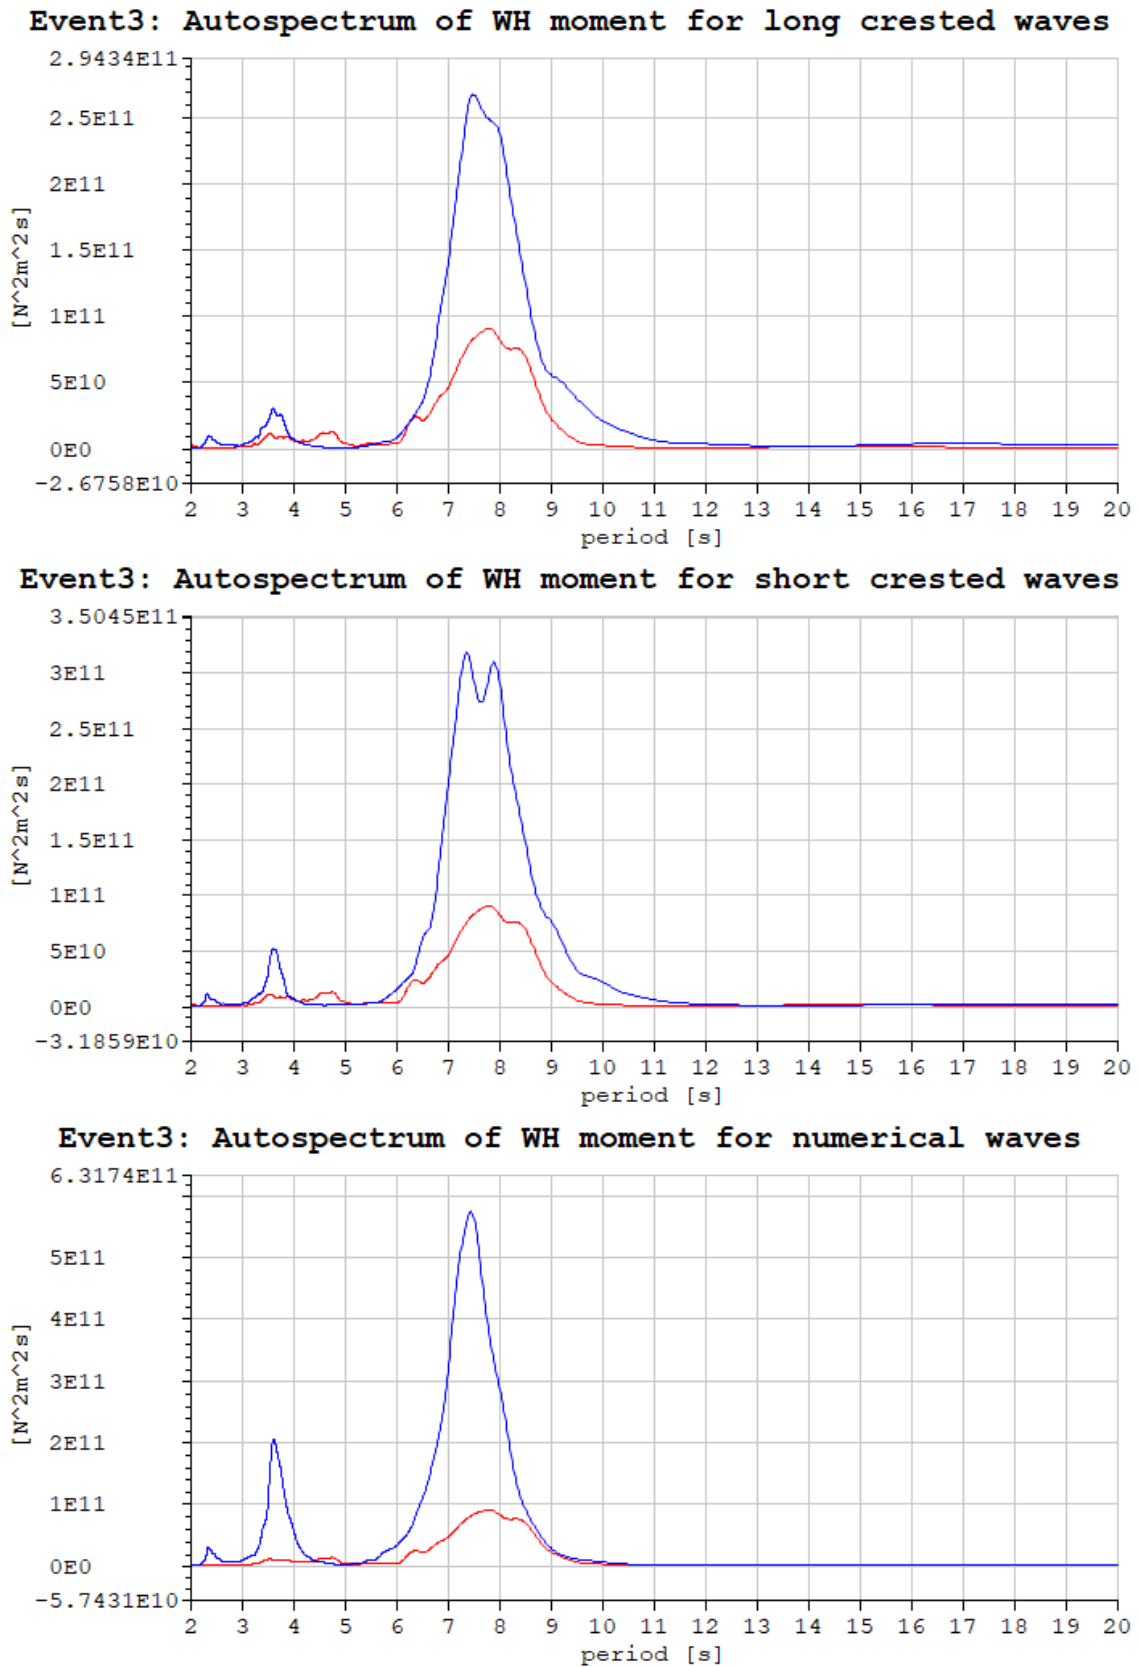 Event3: Autospectrum of WH moment for long crested waves
2.9434E11
2.5E11
2E11
1.5E11
1E11
5E10
0E0
-2.6758E10
[N^2m^2s]
2 3 4 5 6 7 8 9 10 11 12 13 14 15 16 17 18 19 20
period [s]
Event3: Autospectrum of WH moment for short crested waves
3.5045E11
3E11
2.5E11
2E11
1.5E11
1E11
5E10
0E0
-3.1859E10
[N^2m^2s]
2 3 4 5 6 7 8 9 10 11 12 13 14 15 16 17 18 19 20
period [s]
Event3: Autospectrum of WH moment for numerical waves
6.3174E11
5E11
4E11
3E11
2E11
1E11
0E0
-5.7431E10
[N^2m^2s]
2 3 4 5 6 7 8 9 10 11 12 13 14 15 16 17 18 19 20
period [s]